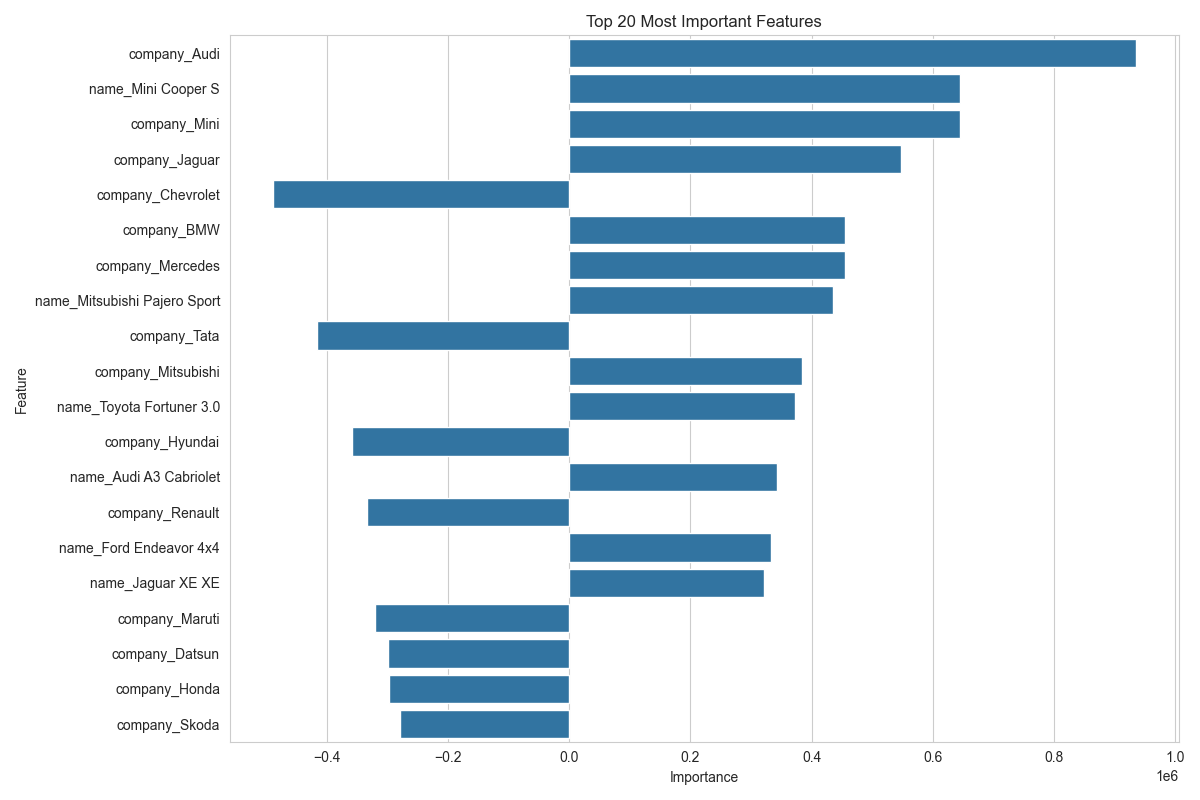 Top 20 Most Important Features
company_Audi
name_Mini Cooper S
company_Mini
company_Jaguar
company_Chevrolet
company_BMW
company_Mercedes
name_Mitsubishi Pajero Sport
company_Tata
company_Mitsubishi
name_Toyota Fortuner 3.0
company_Hyundai
name_Audi A3 Cabriolet
company_Renault
name_Ford Endeavor 4x4
name_Jaguar XE XE
company_Maruti
company_Datsun
company_Honda
company_Skoda
Feature
−0.4 −0.2 0.0 0.2 0.4 0.6 0.8 1.0
Importance
1e6